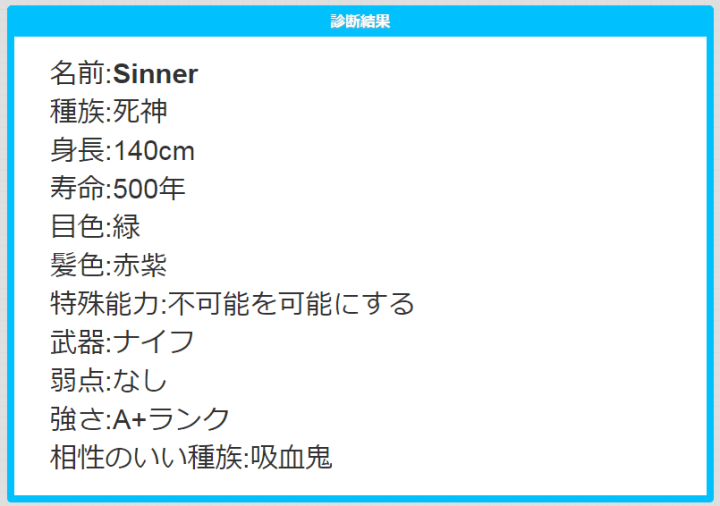 診断結果
名前:Sinner
種族:死神
身長:140cm
寿命:500年
目色:緑
髪色:赤紫
特殊能力:不可能を可能にする
武器:ナイフ
弱点:なし
強さ:A+ランク
相性のいい種族:吸血鬼